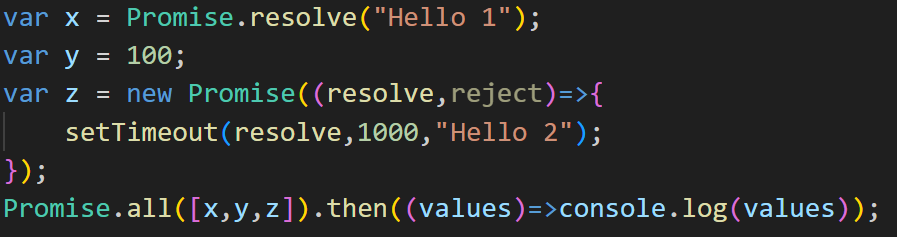 var x = Promise.resolve("Hello 1");
var y = 100;
var z = new Promise((resolve,reject)=>{
    setTimeout(resolve,1000,"Hello 2");
});
Promise.all([x,y,z]).then((values)=>console.log(values));